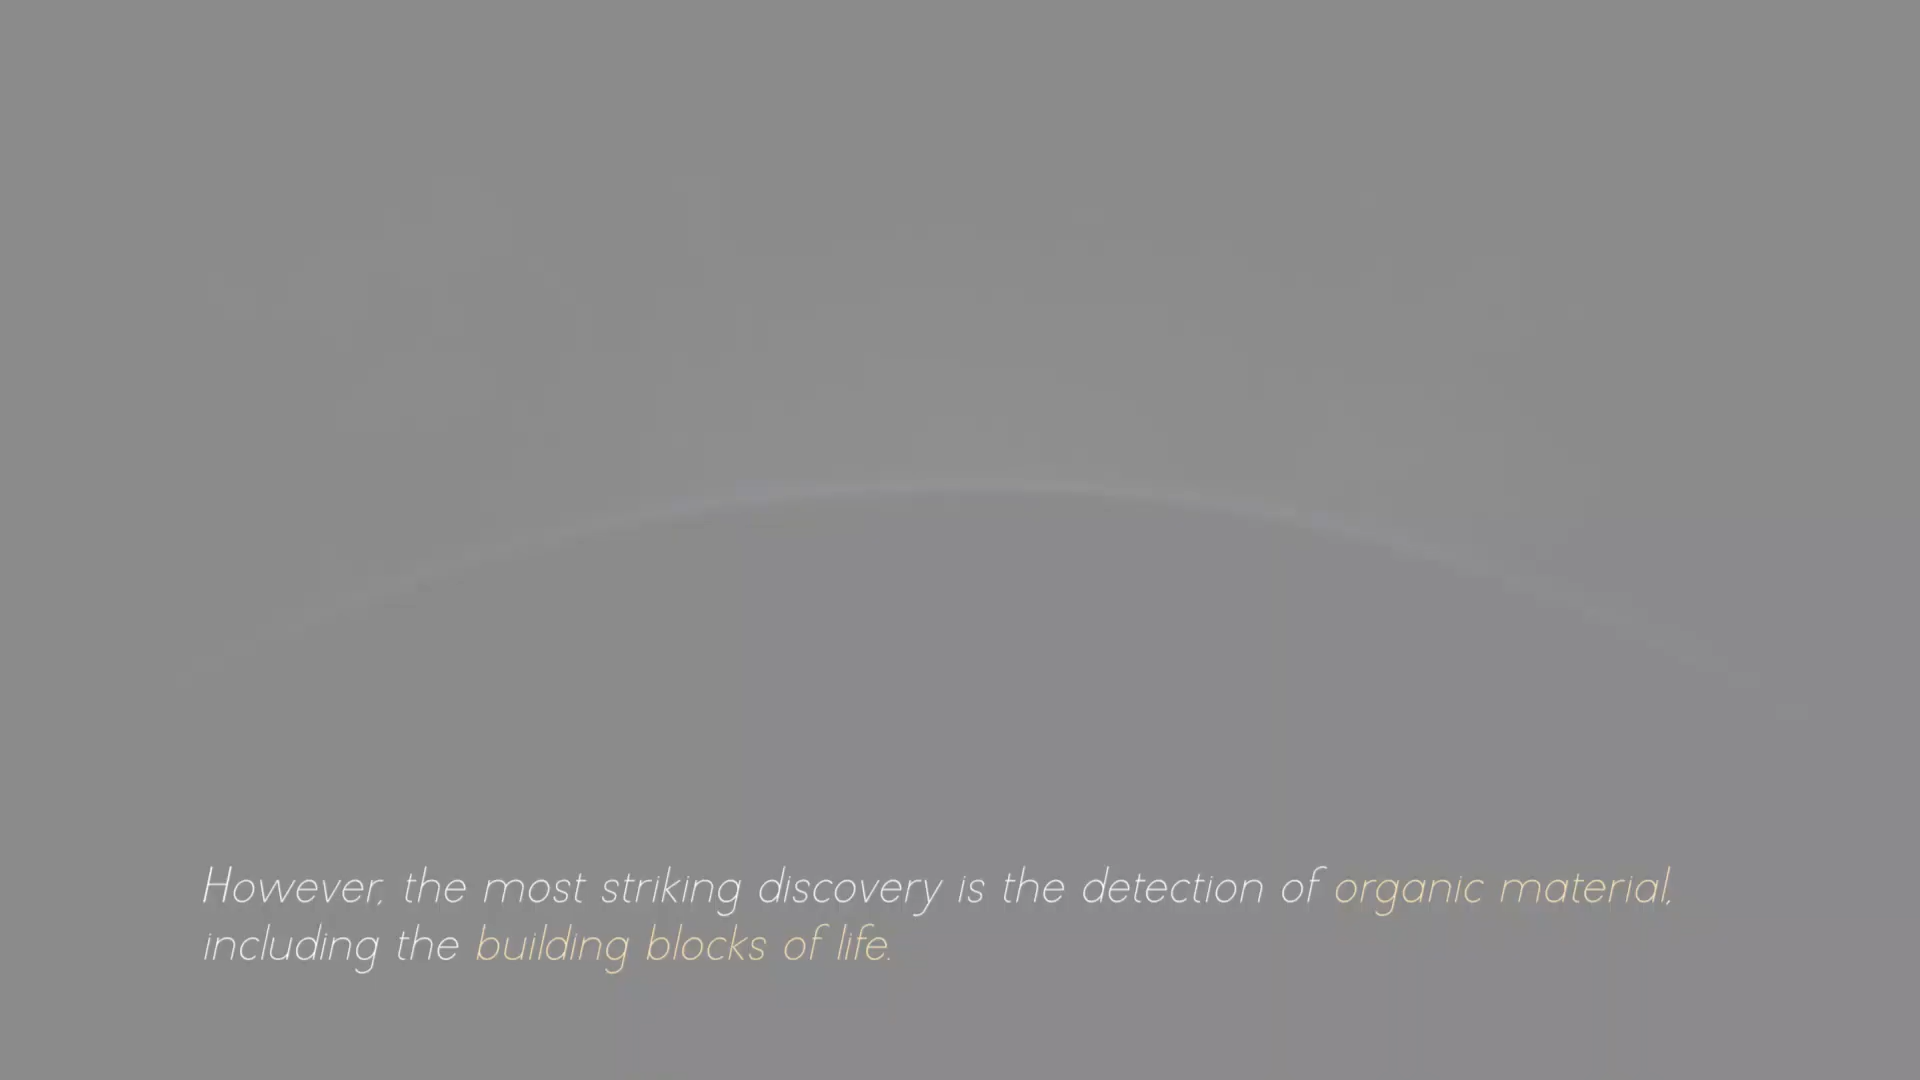 However, the most striking discovery is the detection of organic material,
including the building blocks of life.